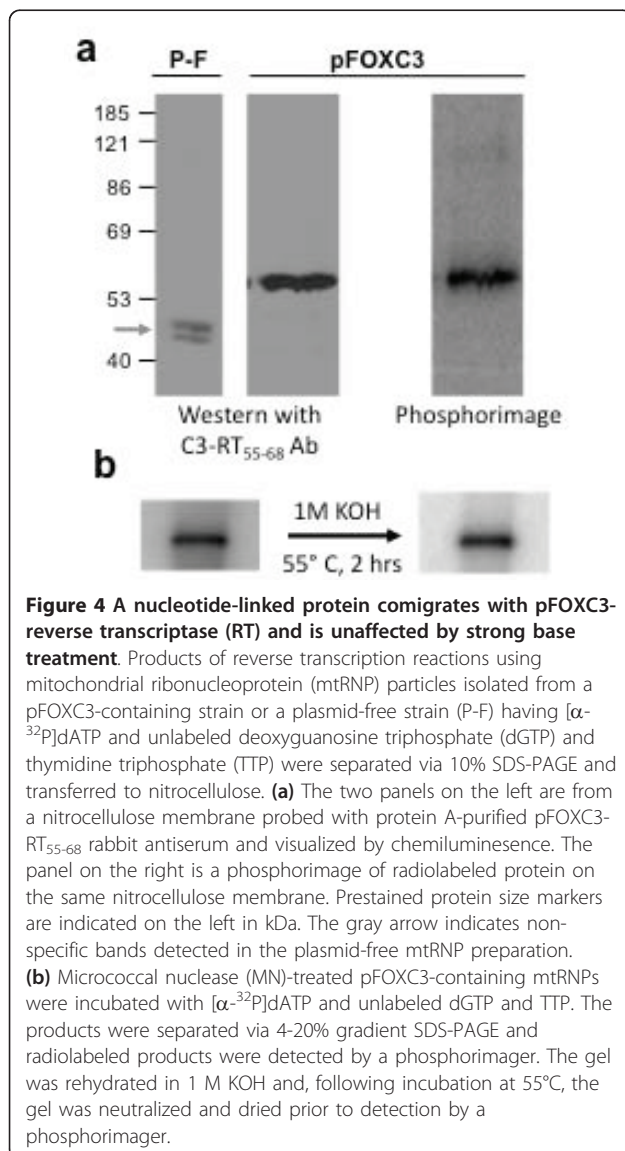 a
P-F pFOXC3
185
121
86
69
53
40
Western with
C3-RT55-68 Ab
Phosphorimage
b
1M KOH
55° C, 2 hrs
Figure 4 A nucleotide-linked protein comigrates with pFOXC3-
reverse transcriptase (RT) and is unaffected by strong base
treatment. Products of reverse transcription reactions using
mitochondrial ribonucleoprotein (mtRNP) particles isolated from a
pFOXC3-containing strain or a plasmid-free strain (P-F) having [α-
32P]dATP and unlabeled deoxyguanosine triphosphate (dGTP) and
thymidine triphosphate (TTP) were separated via 10% SDS-PAGE and
transferred to nitrocellulose. (a) The two panels on the left are from
a nitrocellulose membrane probed with protein A-purified pFOXC3-
RT55-68 rabbit antiserum and visualized by chemiluminesence. The
panel on the right is a phosphorimage of radiolabeled protein on
the same nitrocellulose membrane. Prestained protein size markers
are indicated on the left in kDa. The gray arrow indicates non-
specific bands detected in the plasmid-free mtRNP preparation.
(b) Micrococcal nuclease (MN)-treated pFOXC3-containing mtRNPs
were incubated with [α-32P]dATP and unlabeled dGTP and TTP. The
products were separated via 4-20% gradient SDS-PAGE and
radiolabeled products were detected by a phosphorimager. The gel
was rehydrated in 1 M KOH and, following incubation at 55°C, the
gel was neutralized and dried prior to detection by a
phosphorimager.